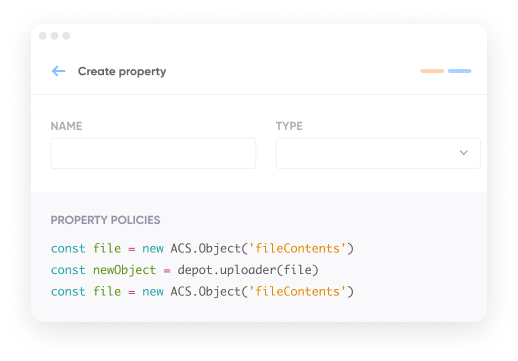 Create property
NAME
TYPE
PROPERTY POLICIES
const file = new ACS.Object('fileContents')
const newObject = depot.uploader(file)
const file = new ACS.Object('fileContents')